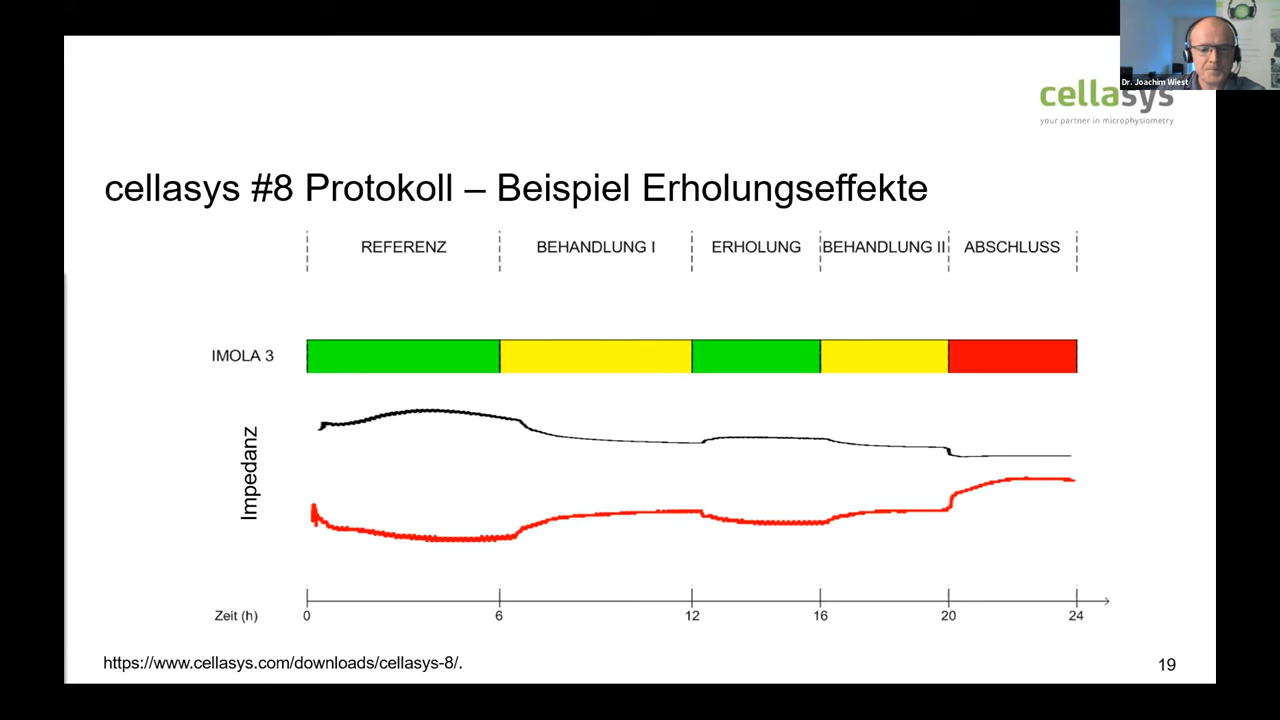 Dr. Joachim Wiest
cellasys
your partner in microphysiometry
cellasys #8 Protokoll – Beispiel Erholungseffekte
REFERENZ BEHANDLUNG I ERHOLUNG BEHANDLUNG II ABSCHLUSS
IMOLA 3
Impedanz
Zeit (h) 0 6 12 16 20 24
https://www.cellasys.com/downloads/cellasys-8/.
19